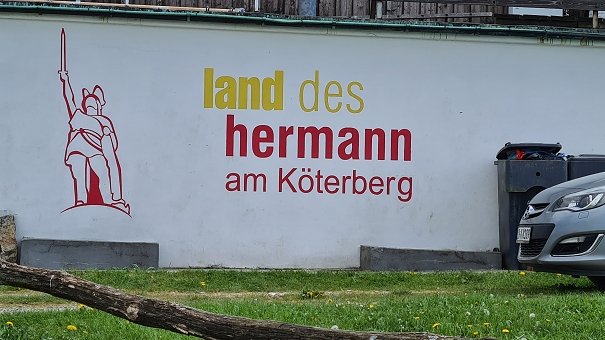 land des
hermann
am Köterberg